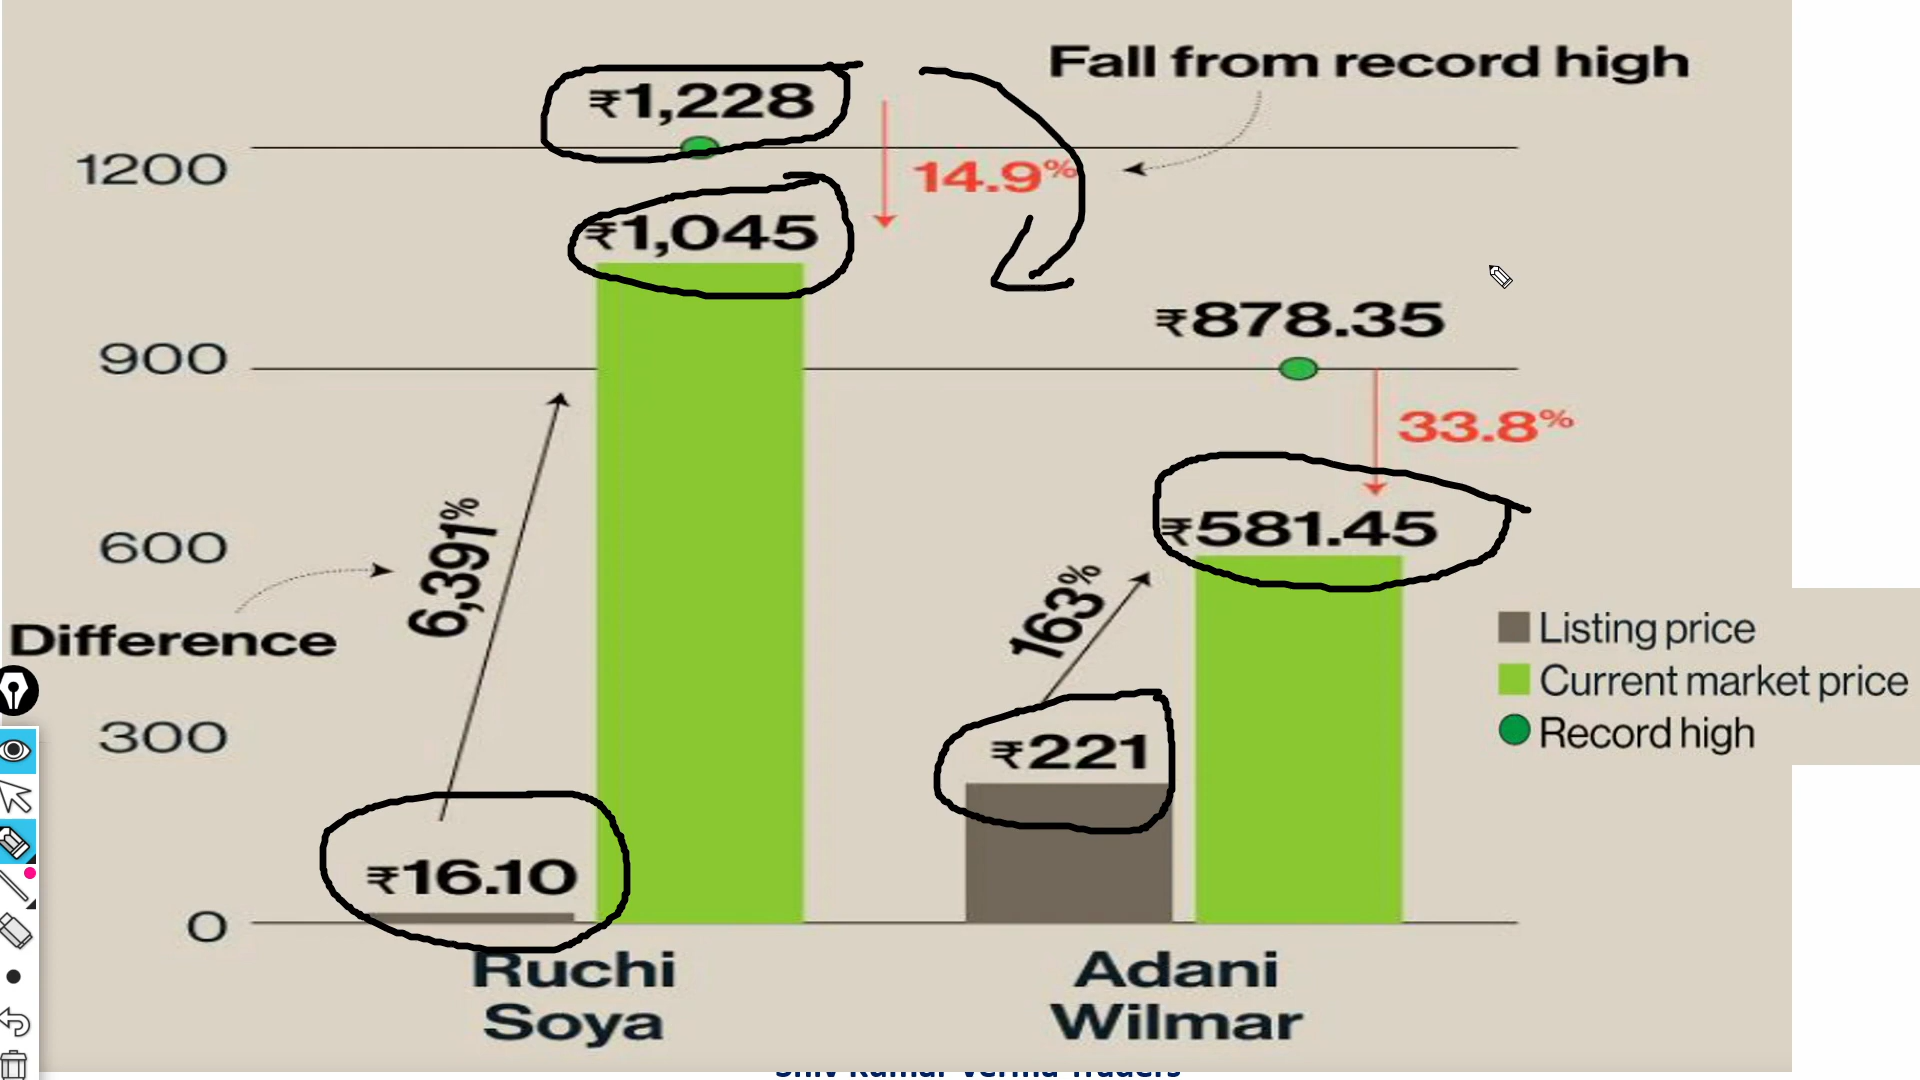 Fall from record high
₹1,228
1200
14.9%
₹1,045
₹878.35
900
33.8%
6,391%
₹581.45
600
163%
Difference
Listing price
Current market price
Record high
300
₹221
₹16.10
0
Ruchi
Soya
Adani
Wilmar